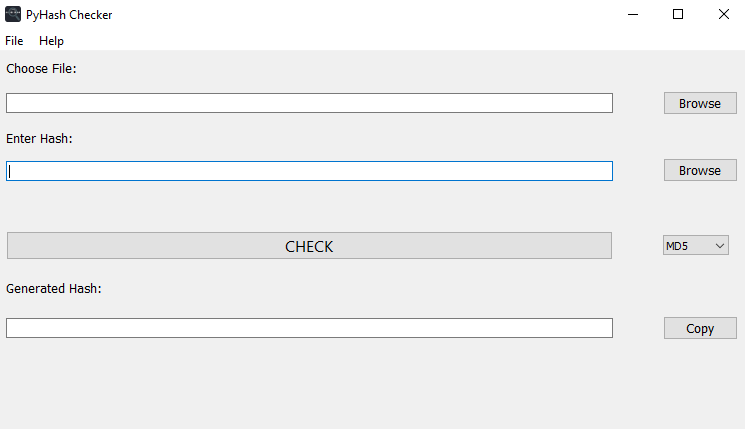 PyHash Checker
File Help
Choose File:
Browse
Enter Hash:
Browse
CHECK MD5
Generated Hash:
Copy